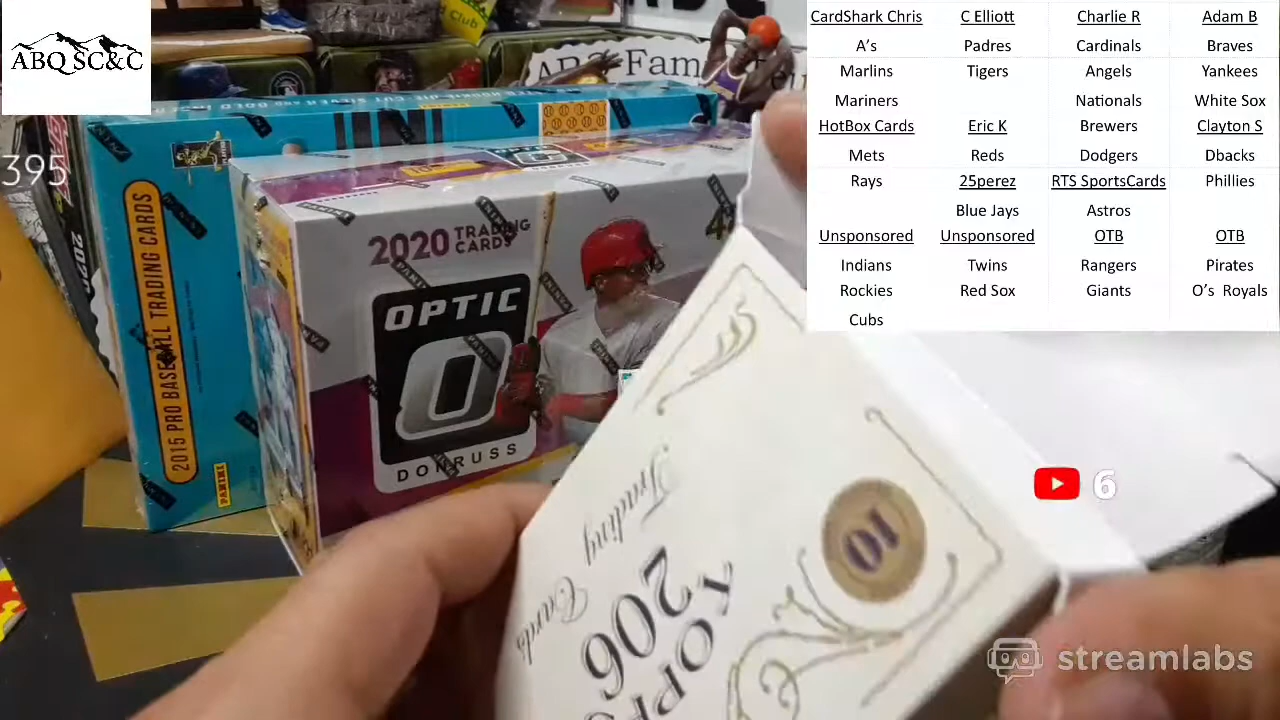 ABQ SC&C
395
2015 PRO BASEBALL TRADING CARDS
PANINI
2020 TRADING CARDS
OPTIC
DONRUSS
Club
ABC Fam
10
Trading Cards
206
TOPPS
CardShark Chris C Elliott Charlie R Adam B
A's Padres Cardinals Braves
Marlins Tigers Angels Yankees
Mariners Nationals White Sox
HotBox Cards Eric K Brewers Clayton S
Mets Reds Dodgers Dbacks
Rays 25perez RTS SportsCards Phillies
Blue Jays Astros
Unsponsored Unsponsored OTB OTB
Indians Twins Rangers Pirates
Rockies Red Sox Giants O's Royals
Cubs
6
streamlabs